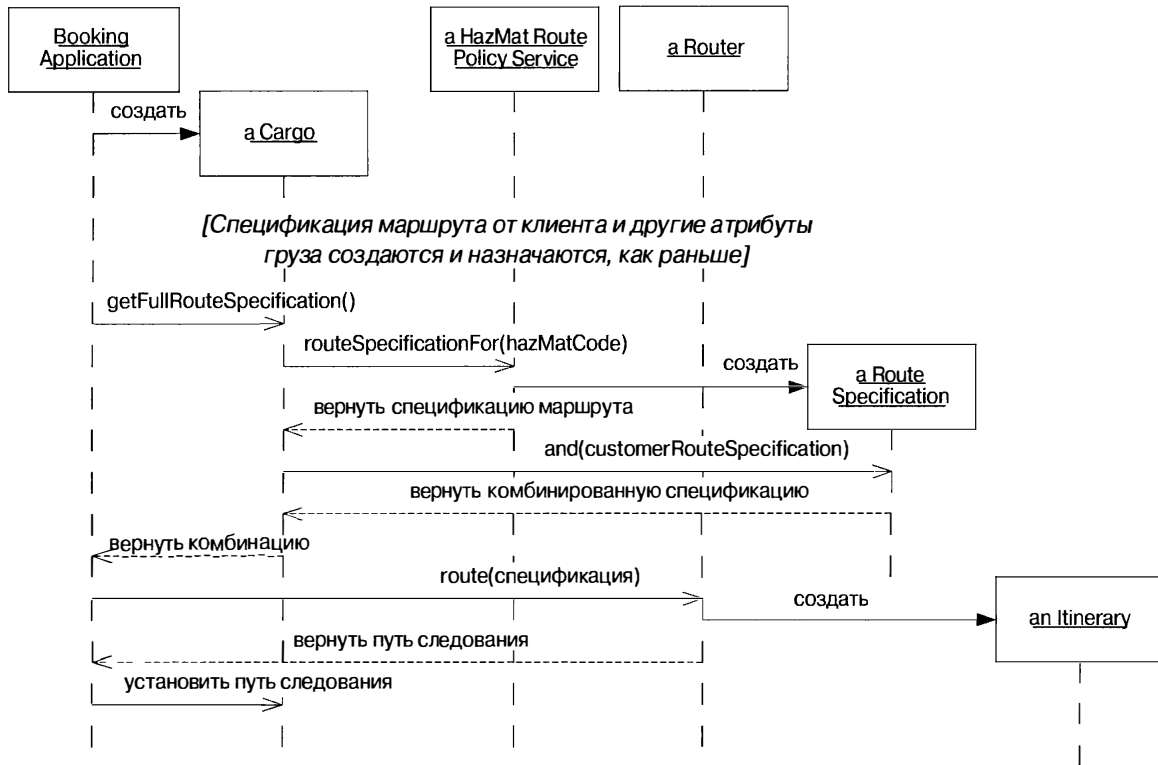 Booking
Application
a HazMat Route
Policy Service
a Router
создать
a Cargo
[Спецификация маршрута от клиента и другие атрибуты
груза создаются и назначаются, как раньше]
getFullRouteSpecification()
routeSpecificationFor(hazMatCode)
создать
a Route
Specification
вернуть спецификацию маршрута
and(customerRouteSpecification)
вернуть комбинированную спецификацию
вернуть комбинацию
route(спецификация)
создать
an Itinerary
вернуть путь следования
установить путь следования